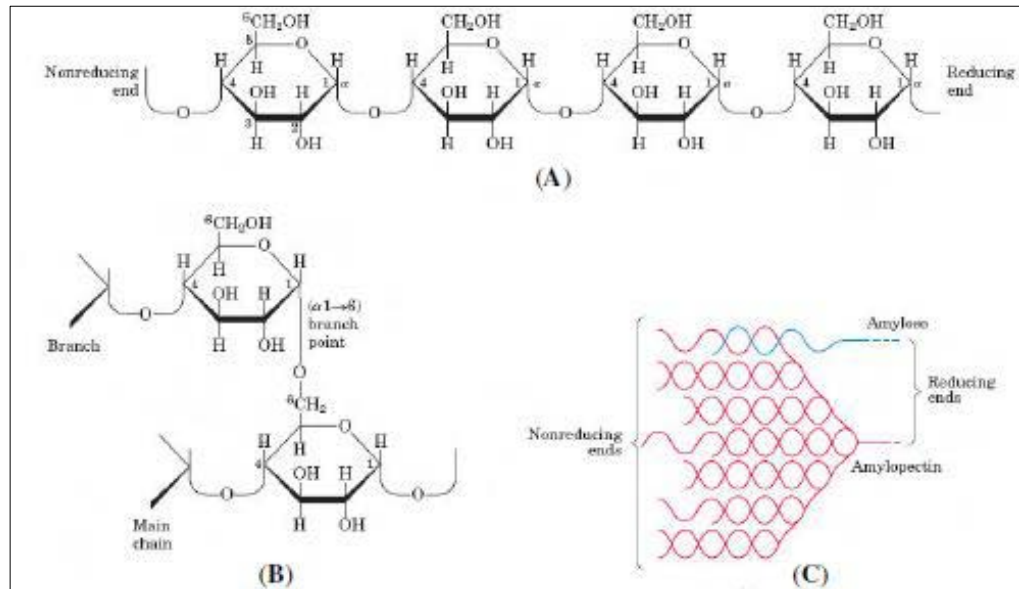 6CH₂OH CH₂OH CH₂OH CH₂OH
5 O O O O
H H H H H H H H
Nonreducing end
H H H H
4 1 α 4 1 α 4 1 α 4 1 α
Reducing end
OH H OH H OH H OH H
O O O O
3 2
H OH H OH H OH H OH
(A)
6CH₂OH
O
H H
H
4 1
OH H
O
(α1→6)
branch
point
Branch
H OH
O
6CH₂
O
H H
H
4 1
OH H
O O
Main
chain
H OH
(B)
Amylose
Reducing
ends
Nonreducing
ends
Amylopectin
(C)